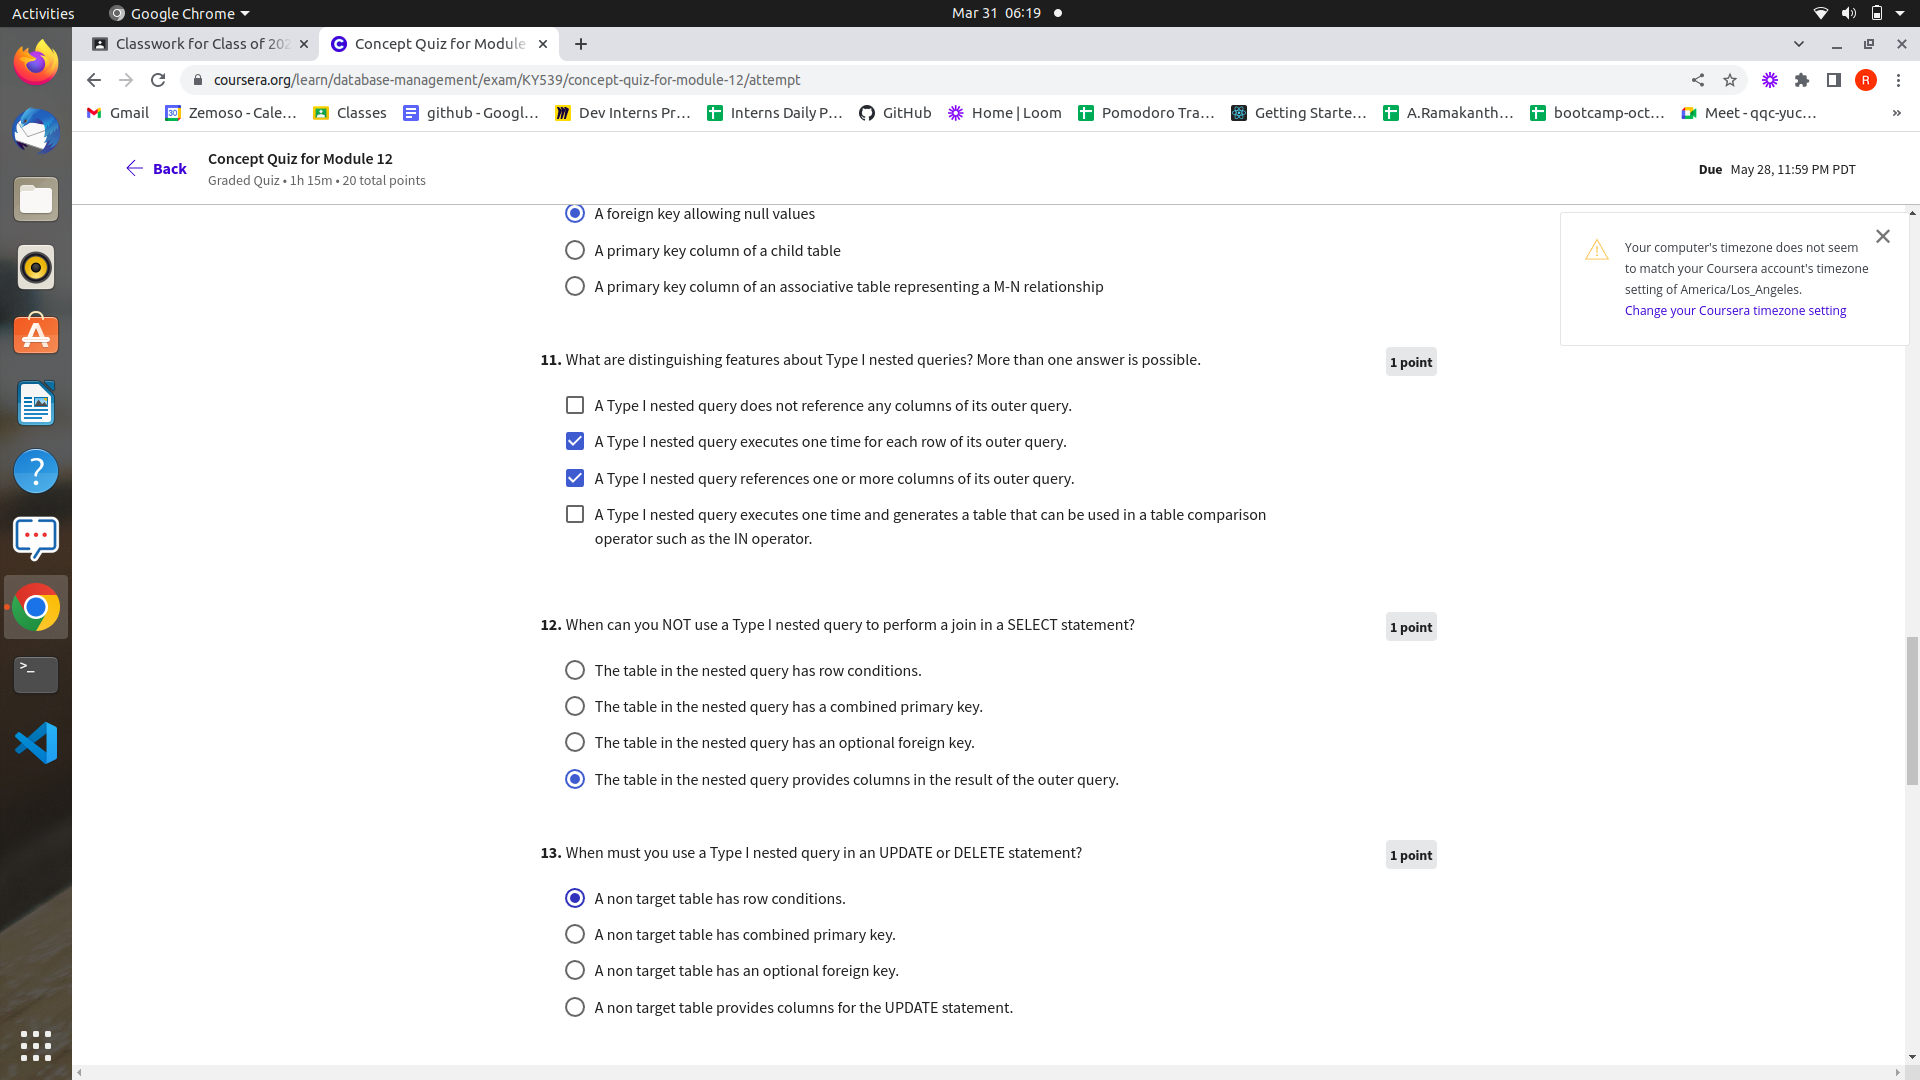 Activities
Google Chrome
Mar 31 06:19
Classwork for Class of 202
Concept Quiz for Module
coursera.org/learn/database-management/exam/KY539/concept-quiz-for-module-12/attempt
R
Gmail
Zemoso - Cale...
Classes
github - Googl...
Dev Interns Pr...
Interns Daily P...
GitHub
Home | Loom
Pomodoro Tra...
Getting Starte...
A.Ramakanth...
bootcamp-oct...
Meet - qqc-yuc...
»
Back
Concept Quiz for Module 12
Graded Quiz • 1h 15m • 20 total points
Due May 28, 11:59 PM PDT
Your computer's timezone does not seem
to match your Coursera account's timezone
setting of America/Los_Angeles.
Change your Coursera timezone setting
A foreign key allowing null values
A primary key column of a child table
A primary key column of an associative table representing a M-N relationship
11. What are distinguishing features about Type I nested queries? More than one answer is possible.
1 point
A Type I nested query does not reference any columns of its outer query.
A Type I nested query executes one time for each row of its outer query.
A Type I nested query references one or more columns of its outer query.
A Type I nested query executes one time and generates a table that can be used in a table comparison
operator such as the IN operator.
12. When can you NOT use a Type I nested query to perform a join in a SELECT statement?
1 point
The table in the nested query has row conditions.
The table in the nested query has a combined primary key.
The table in the nested query has an optional foreign key.
The table in the nested query provides columns in the result of the outer query.
13. When must you use a Type I nested query in an UPDATE or DELETE statement?
1 point
A non target table has row conditions.
A non target table has combined primary key.
A non target table has an optional foreign key.
A non target table provides columns for the UPDATE statement.